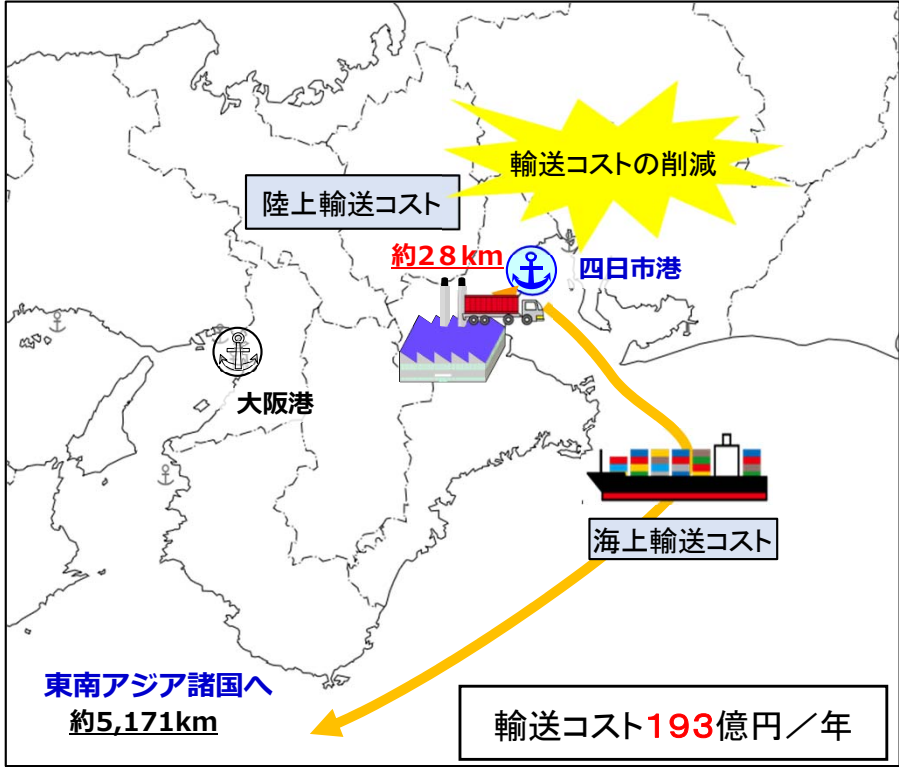 輸送コストの削減
陸上輸送コスト
約28km
四日市港
大阪港
海上輸送コスト
東南アジア諸国へ
約5,171km
輸送コスト193億円／年